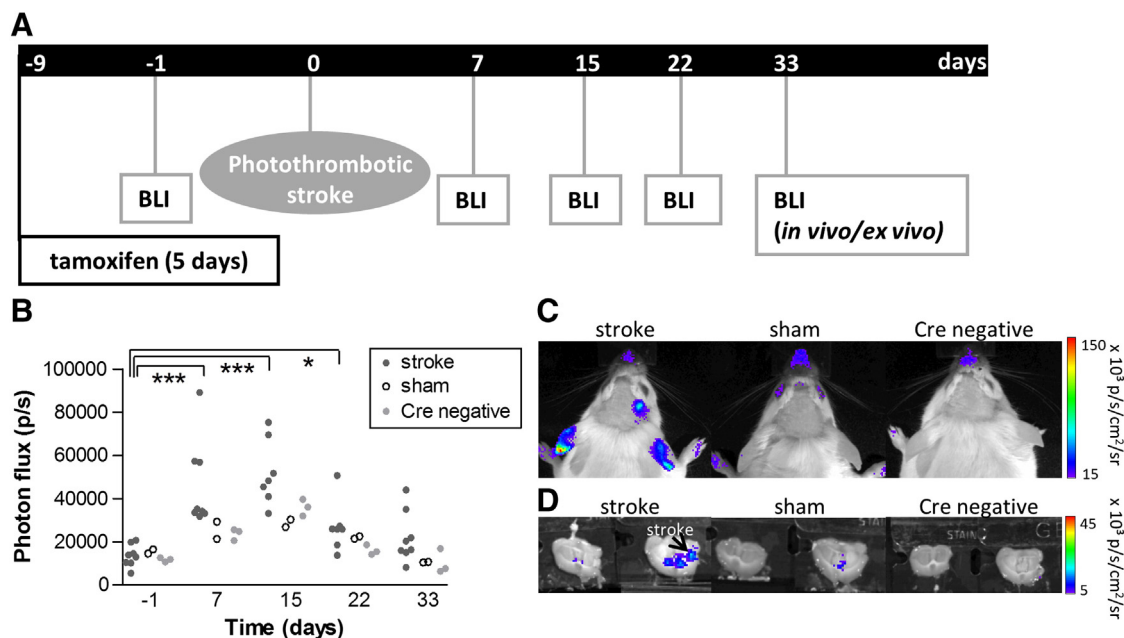 A
-9 -1 0 7 15 22 33 days
Photothrombotic
stroke
BLI
BLI
BLI
BLI
BLI
(in vivo/ex vivo)
tamoxifen (5 days)
B
***
***
*
stroke
sham
Cre negative
100000
80000
60000
40000
20000
0
Photon flux (p/s)
-1 7 15 22 33
Time (days)
C
stroke sham Cre negative
150
15
x 10³ p/s/cm²/sr
D
stroke sham Cre negative
stroke
STAI
STAIN
GE
45
5
x 10³ p/s/cm²/sr